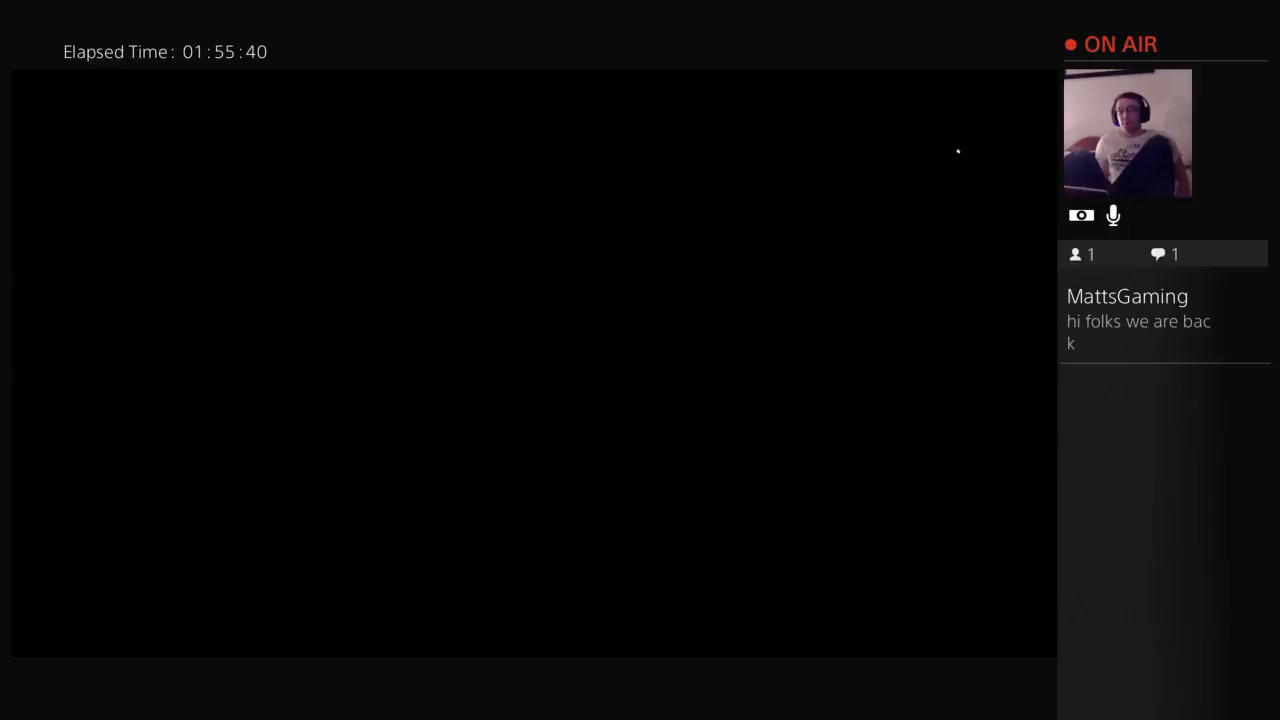 Elapsed Time: 01:55:40
ON AIR
1
1
MattsGaming
hi folks we are bac
k